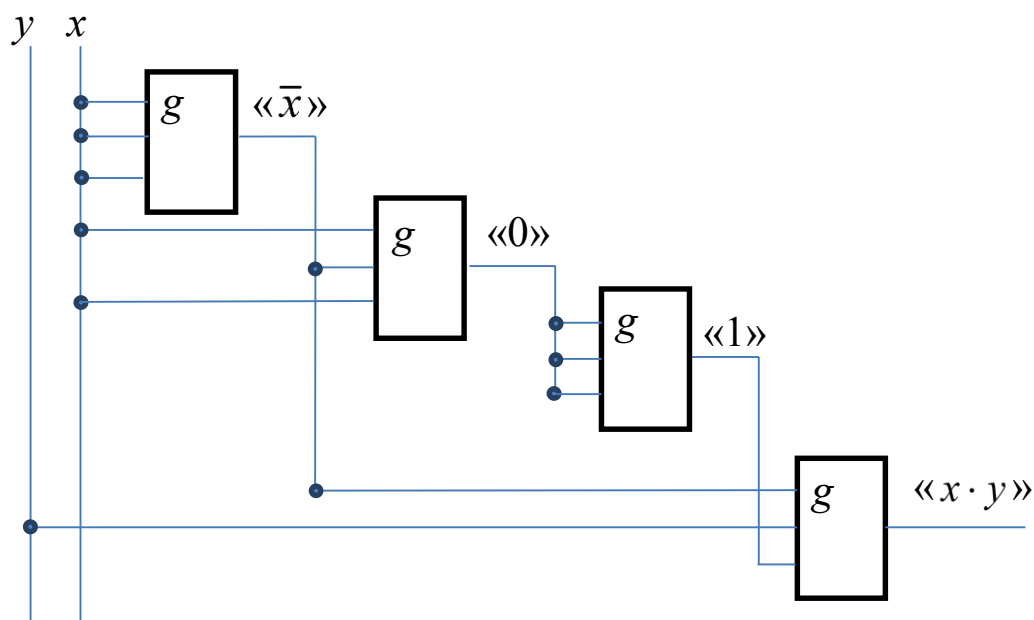 y x
g «x̄»
g «0»
g «1»
g «x · y»